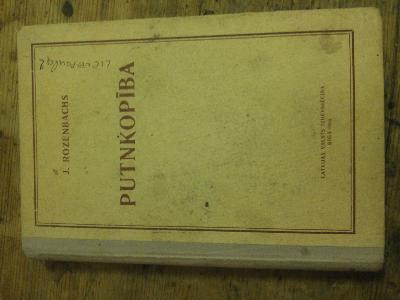 J. ROZENBACHS
PUTNKOPĪBA
LATVIJAS VALSTS IZDEVNIECĪBA